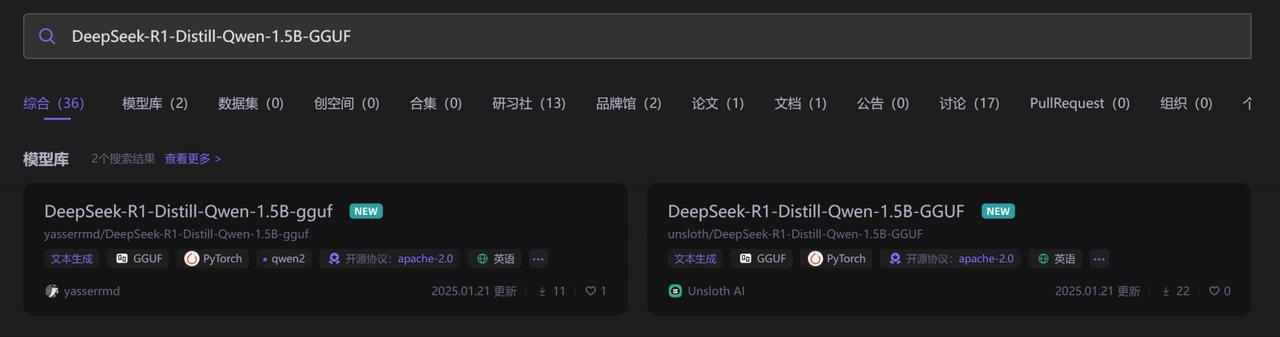 DeepSeek-R1-Distill-Qwen-1.5B-GGUF
综合（36） 模型库（2） 数据集（0） 创空间（0） 合集（0） 研习社（13） 品牌馆（2） 论文（1） 文档（1） 公告（0） 讨论（17） PullRequest（0） 组织（0）
模型库 2个搜索结果 查看更多 >
DeepSeek-R1-Distill-Qwen-1.5B-gguf NEW
yasserrmd/DeepSeek-R1-Distill-Qwen-1.5B-gguf
文本生成 GGUF PyTorch qwen2 开源协议：apache-2.0 英语 ...
yasserrmd 2025.01.21 更新 11 1
DeepSeek-R1-Distill-Qwen-1.5B-GGUF NEW
unsloth/DeepSeek-R1-Distill-Qwen-1.5B-GGUF
文本生成 GGUF PyTorch 开源协议：apache-2.0 英语 ...
Unsloth AI 2025.01.21 更新 22 0